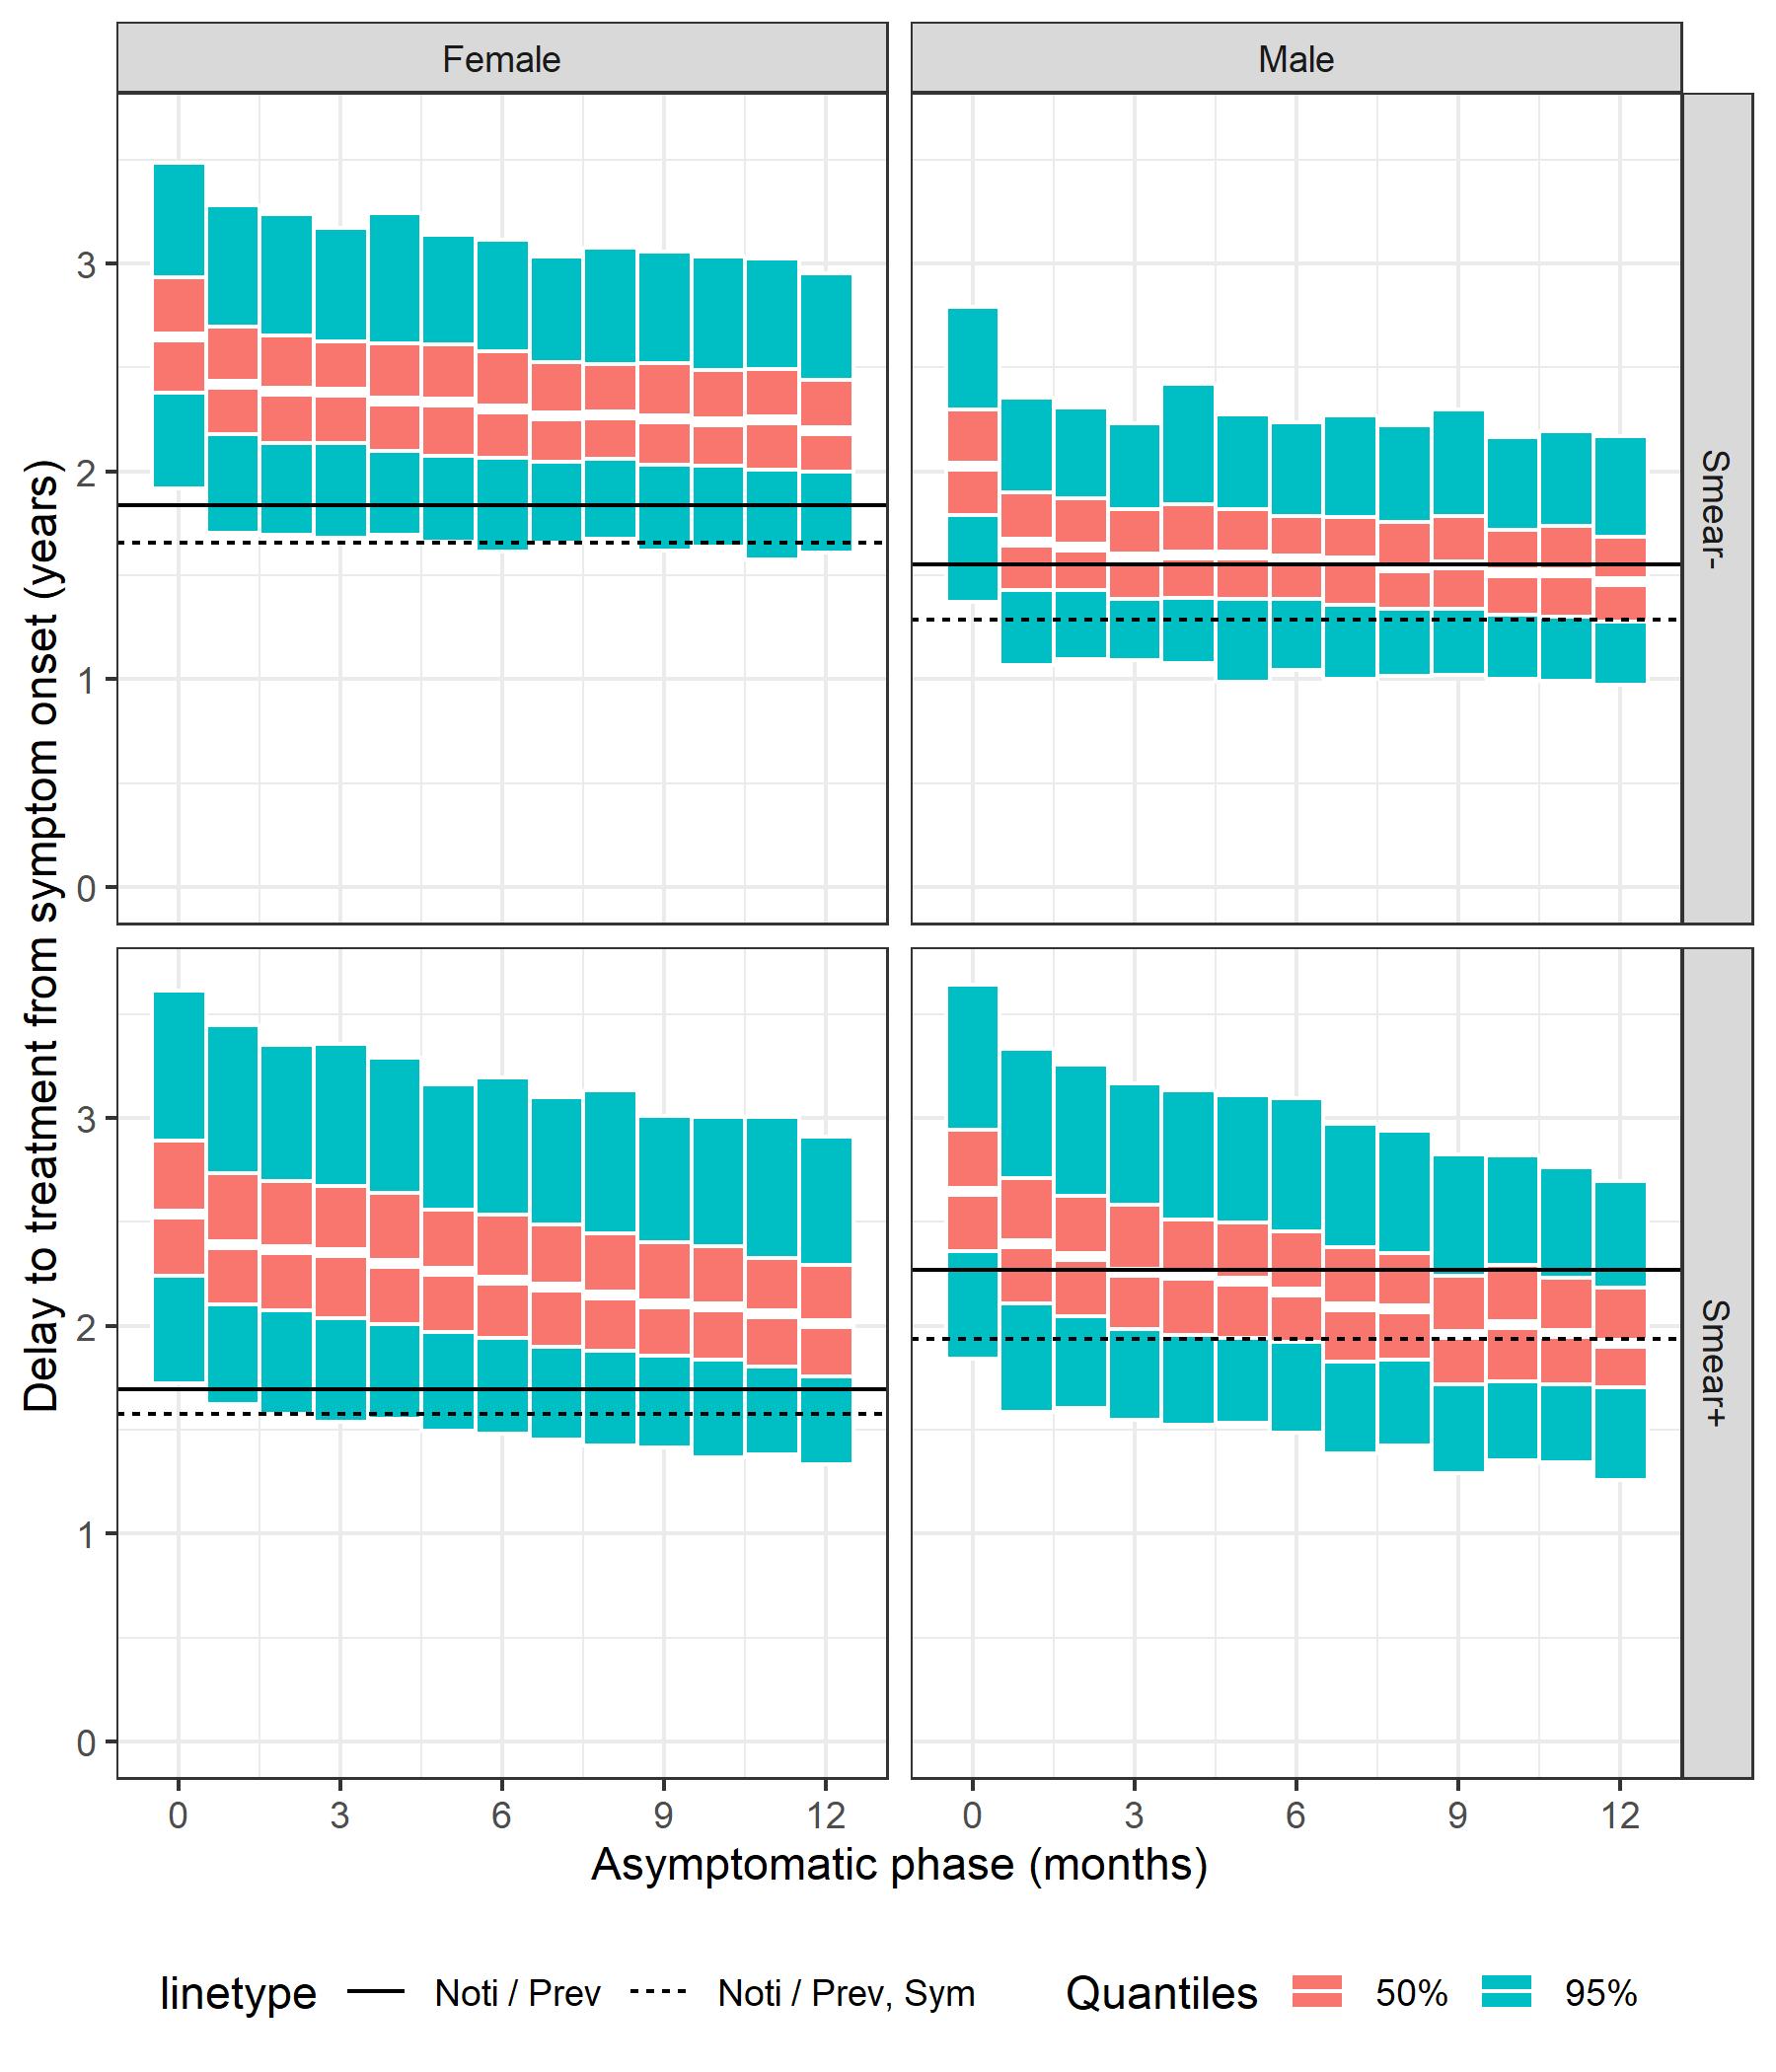 Female
Male
Delay to treatment from symptom onset (years)
3
2
1
0
Smear-
3
2
1
0
Smear+
0 3 6 9 12
0 3 6 9 12
Asymptomatic phase (months)
linetype Noti / Prev Noti / Prev, Sym Quantiles 50% 95%